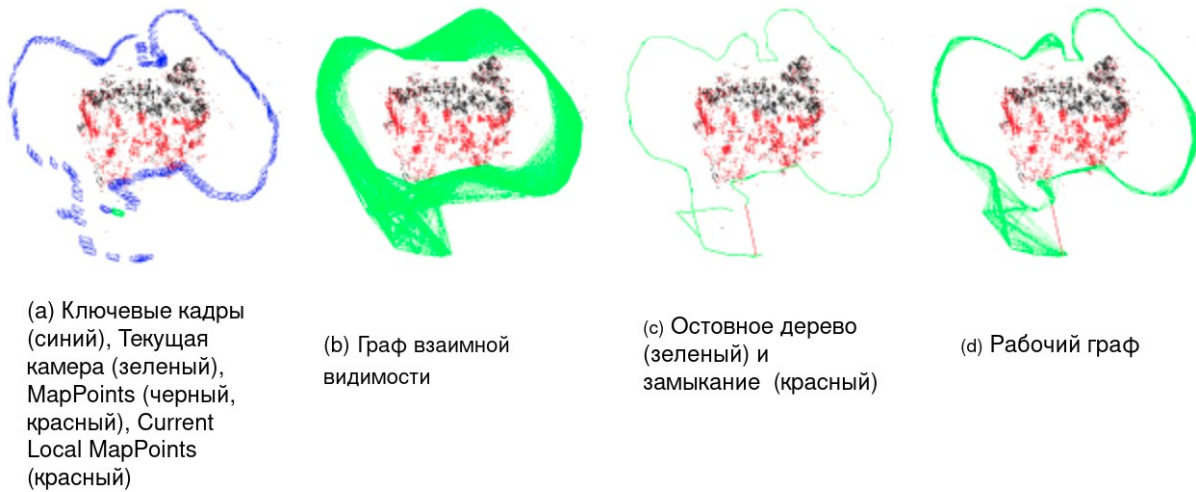 (a) Ключевые кадры
(синий), Текущая
камера (зеленый),
MapPoints (черный,
красный), Current
Local MapPoints
(красный)
(b) Граф взаимной
видимости
(c) Остовное дерево
(зеленый) и
замыкание (красный)
(d) Рабочий граф